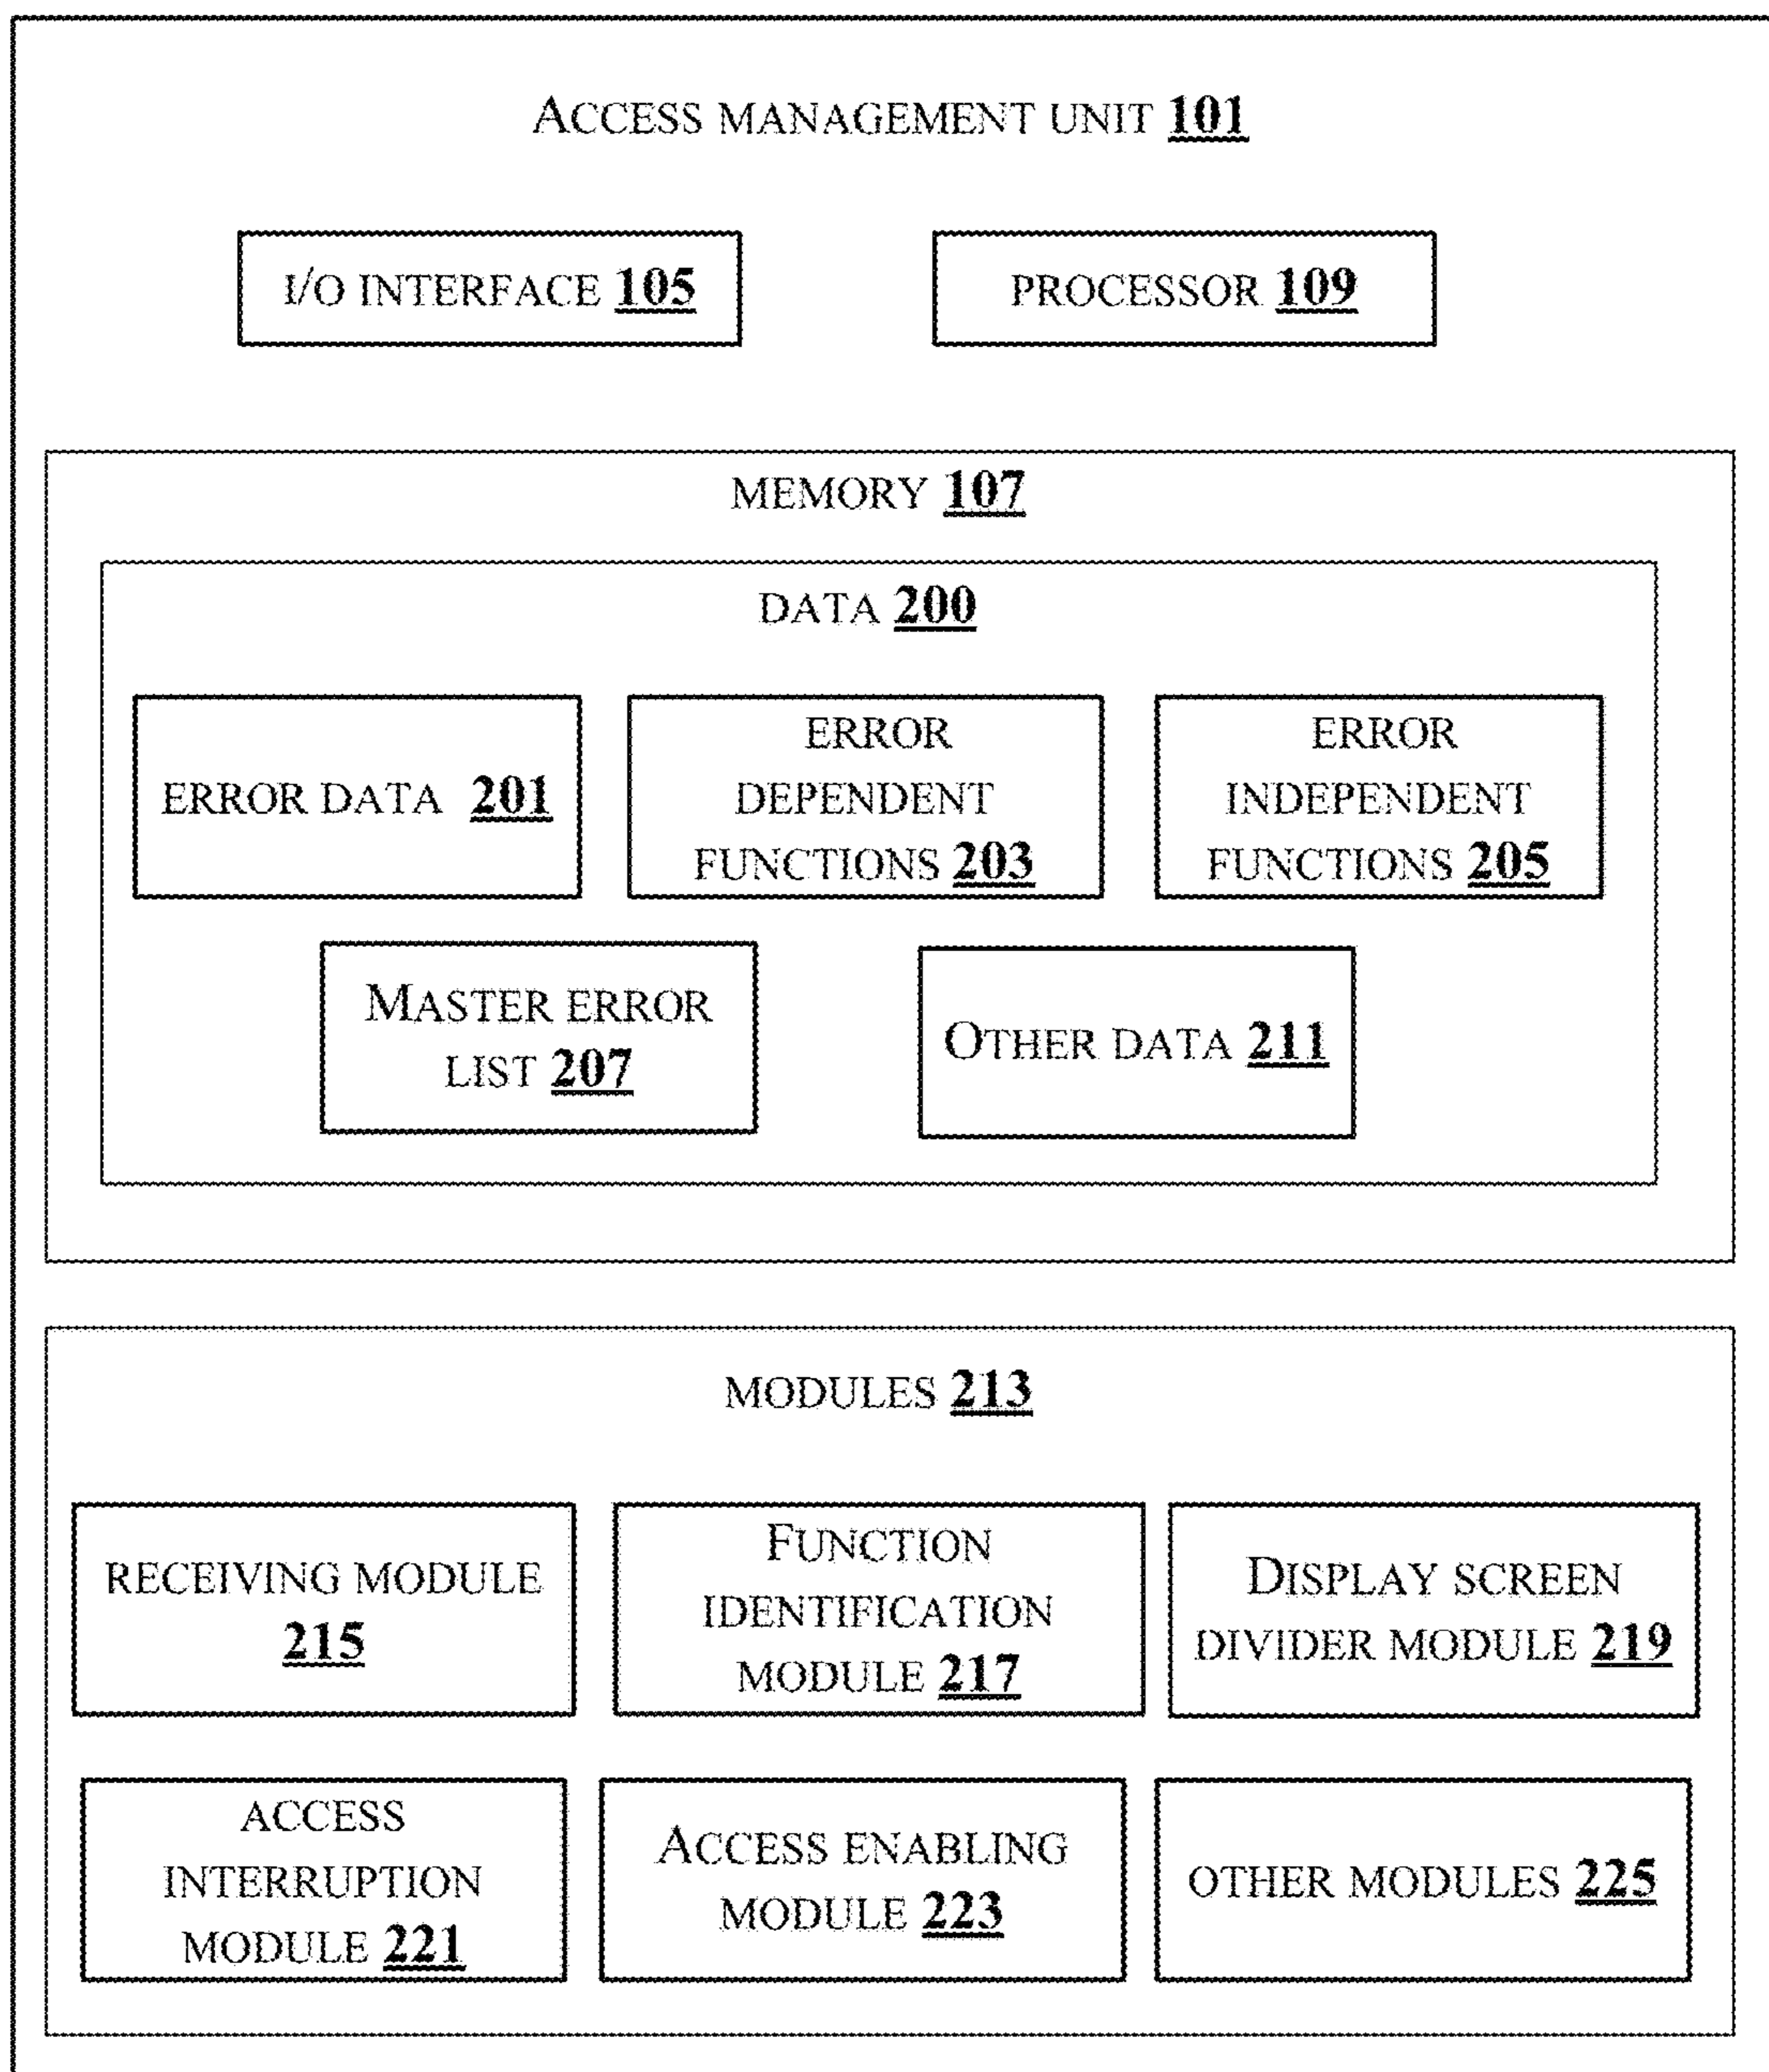 ACCESS MANAGEMENT UNIT 101
I/O INTERFACE 105
PROCESSOR 109
MEMORY 107
DATA 200
ERROR DATA 201
ERROR
DEPENDENT
FUNCTIONS 203
ERROR
INDEPENDENT
FUNCTIONS 205
MASTER ERROR
LIST 207
OTHER DATA 211
MODULES 213
RECEIVING MODULE
215
FUNCTION
IDENTIFICATION
MODULE 217
DISPLAY SCREEN
DIVIDER MODULE 219
ACCESS
INTERRUPTION
MODULE 221
ACCESS ENABLING
MODULE 223
OTHER MODULES 225